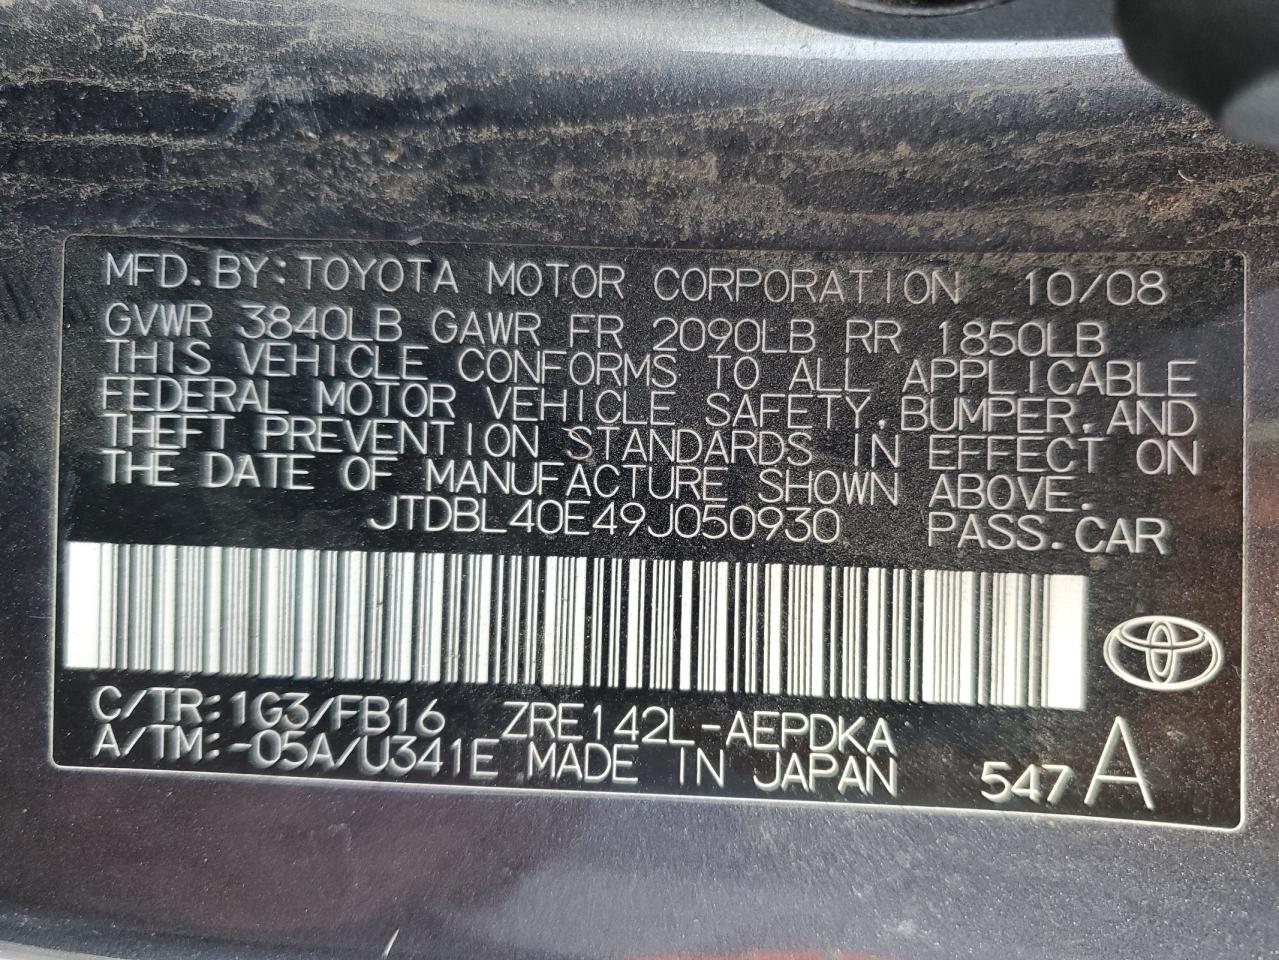 MFD.BY:TOYOTA MOTOR CORPORATION 10/08
GVWR 3840LB GAWR FR 2090LB RR 1850LB
THIS VEHICLE CONFORMS TO ALL APPLICABLE
FEDERAL MOTOR VEHICLE SAFETY,BUMPER,AND
THEFT PREVENTION STANDARDS IN EFFECT ON
THE DATE OF MANUFACTURE SHOWN ABOVE.
JTDBL40E49J050930 PASS.CAR
C/TR:1G3/FB16 ZRE142L-AEPDKA
A/TM:-05A/U341E MADE IN JAPAN 547 A